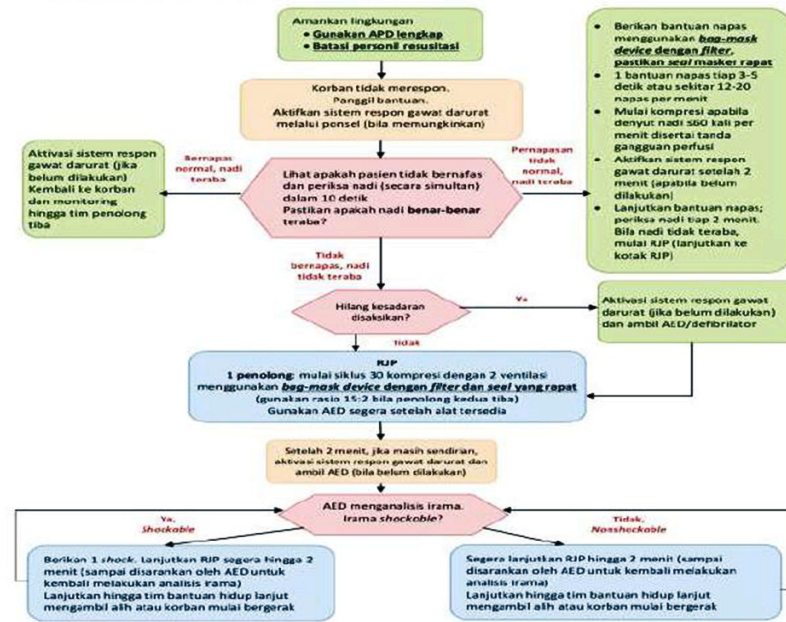 Amankan lingkungan
• Gunakan APD lengkap
• Batasi personil resusitasi
Korban tidak merespon.
Panggil bantuan.
Aktifkan sistem respon gawat darurat
melalui ponsel (bila memungkinkan)
Bernapas
normal, nadi
teraba
Aktivasi sistem respon
gawat darurat (jika
belum dilakukan)
Kembali ke korban
dan monitoring
hingga tim penolong
tiba
Lihat apakah pasien tidak bernafas
dan periksa nadi (secara simultan)
dalam 10 detik
Pastikan apakah nadi benar-benar
teraba?
Pernapasan
tidak
normal,
nadi teraba
• Berikan bantuan napas
menggunakan bag-mask
device dengan filter,
pastikan seal masker rapat
• 1 bantuan napas tiap 3-5
detik atau sekitar 12-20
napas per menit
• Mulai kompresi apabila
denyut nadi ≤60 kali per
menit disertai tanda
gangguan perfusi
• Aktifkan sistem respon
gawat darurat setelah 2
menit (apabila belum
dilakukan)
• Lanjutkan bantuan napas;
periksa nadi tiap 2 menit.
Bila nadi tidak teraba,
mulai RJP (lanjutkan ke
kotak RJP)
Tidak
bernapas, nadi
tidak teraba
Hilang kesadaran
disaksikan?
Ya
Aktivasi sistem respon gawat
darurat (jika belum dilakukan)
dan ambil AED/defibrilator
Tidak
RJP
1 penolong: mulai siklus 30 kompresi dengan 2 ventilasi
menggunakan bag-mask device dengan filter dan seal yang rapat
(gunakan rasio 15:2 bila penolong kedua tiba)
Gunakan AED segera setelah alat tersedia
Setelah 2 menit, jika masih sendirian,
aktivasi sistem respon gawat darurat dan
ambil AED (bila belum dilakukan)
AED menganalisis irama.
Irama shockable?
Ya,
Shockable
Tidak,
Nonshockable
Berikan 1 shock. Lanjutkan RJP segera hingga 2
menit (sampai disarankan oleh AED untuk
kembali melakukan analisis irama)
Lanjutkan hingga tim bantuan hidup lanjut
mengambil alih atau korban mulai bergerak
Segera lanjutkan RJP hingga 2 menit (sampai
disarankan oleh AED untuk kembali melakukan
analisis irama)
Lanjutkan hingga tim bantuan hidup lanjut
mengambil alih atau korban mulai bergerak